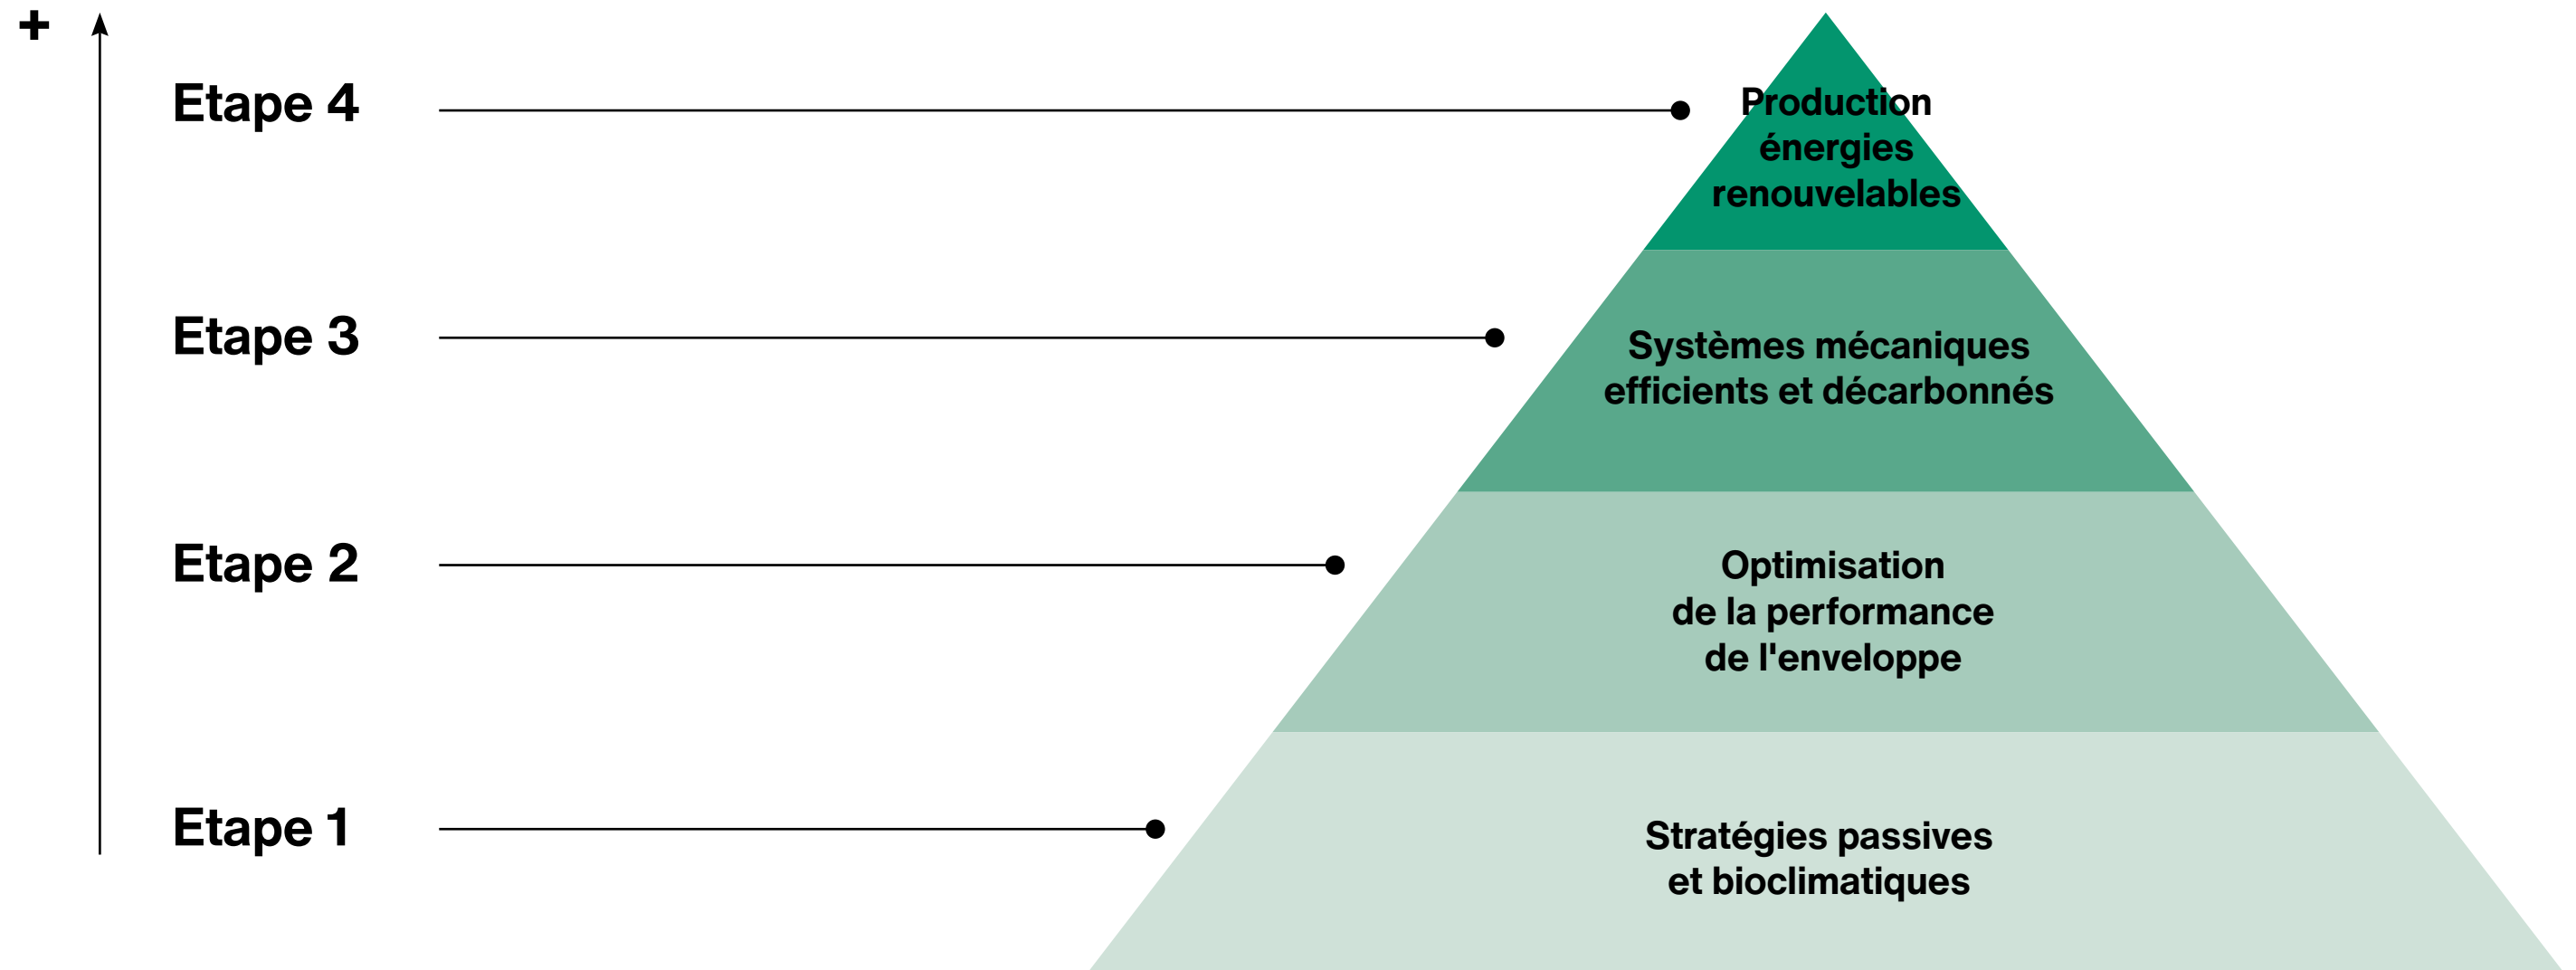 +
Etape 4
Production
énergies
renouvelables
Etape 3
Systèmes mécaniques
efficients et décarbonnés
Etape 2
Optimisation
de la performance
de l'enveloppe
Etape 1
Stratégies passives
et bioclimatiques